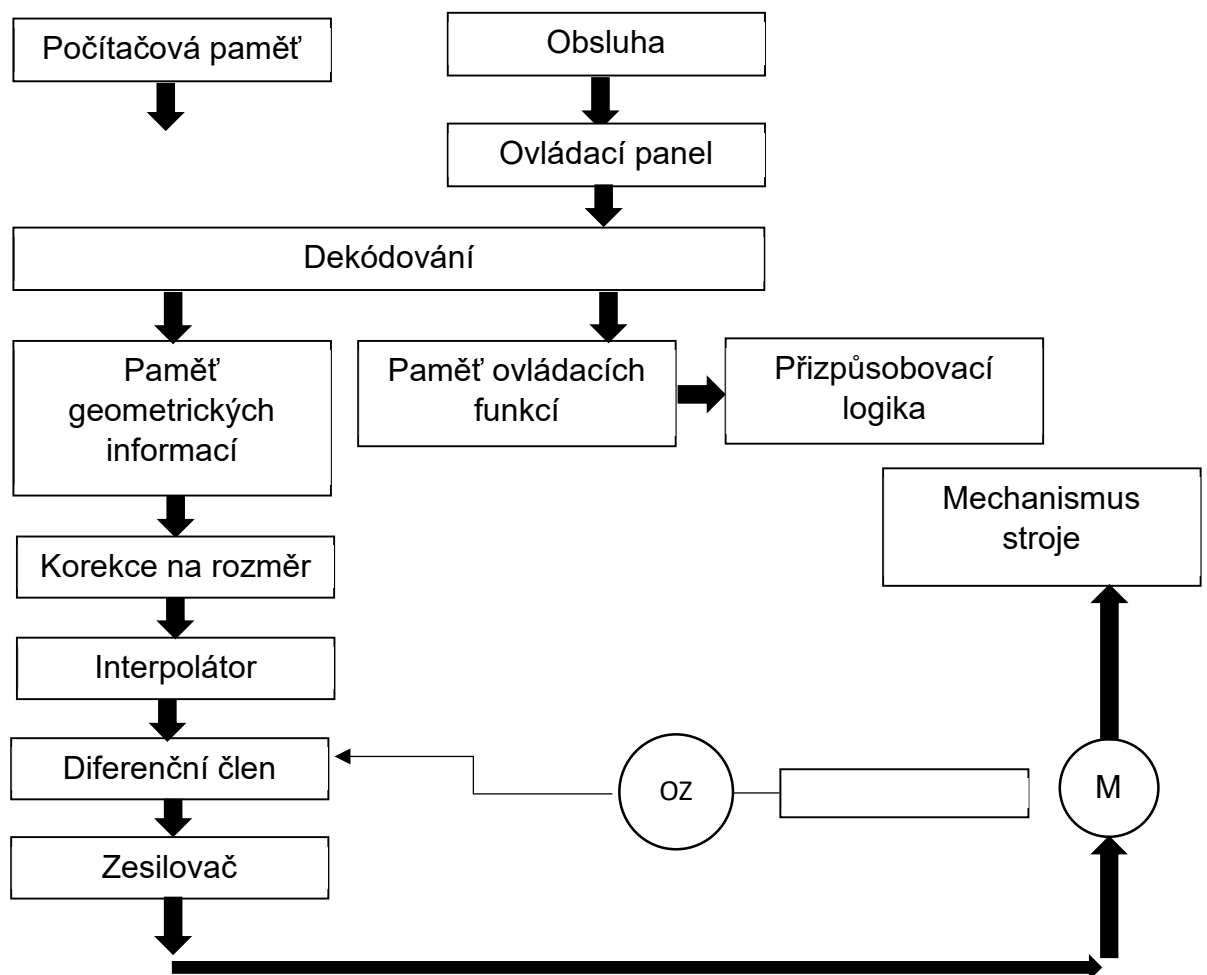 Počítačová paměť
Obsluha
Ovládací panel
Dekódování
Paměť
geometrických
informací
Paměť ovládacích
funkcí
Přizpůsobovací
logika
Mechanismus
stroje
Korekce na rozměr
Interpolátor
Diferenční člen
OZ
M
Zesilovač